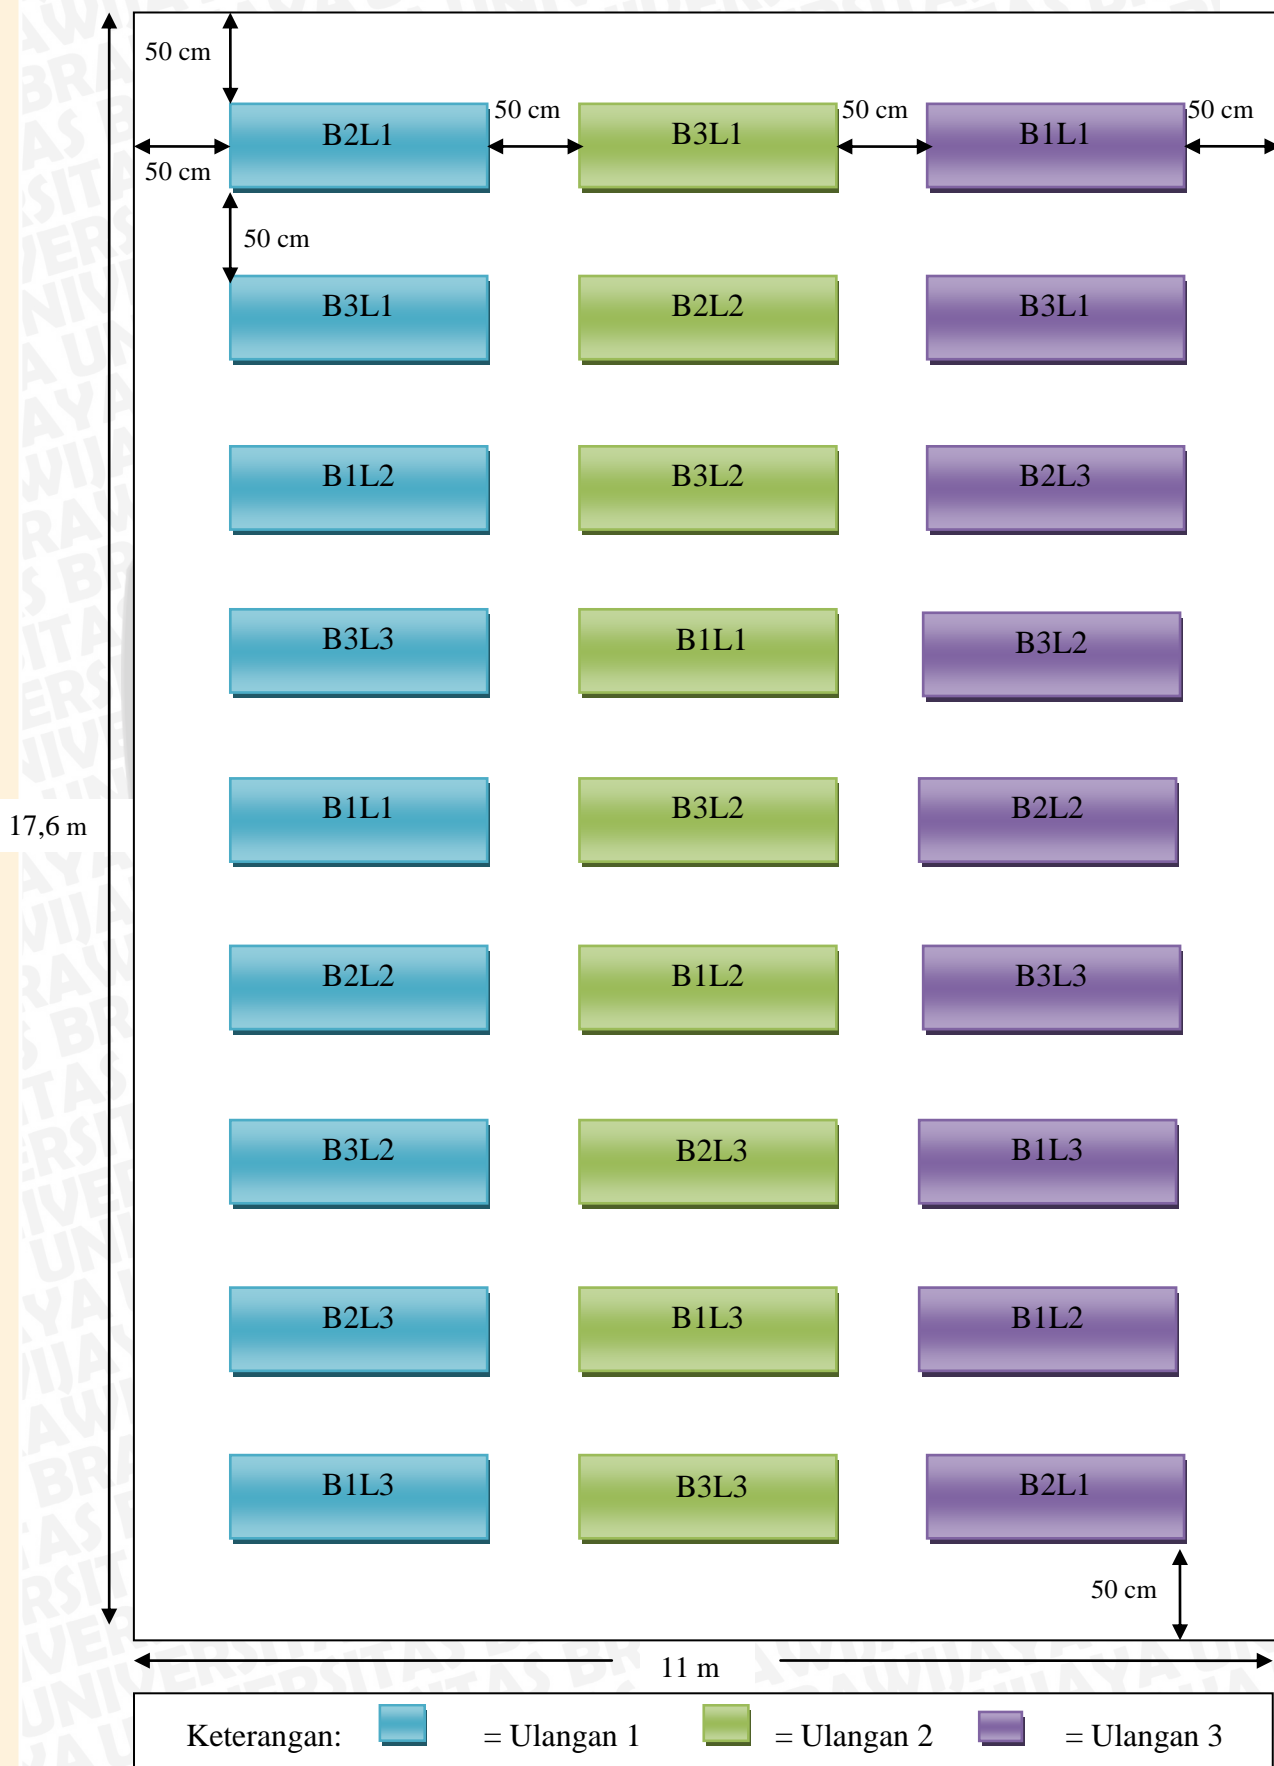 50 cm
50 cm 50 cm 50 cm
B2L1 B3L1 B1L1
50 cm
50 cm
B3L1 B2L2 B3L1
B1L2 B3L2 B2L3
B3L3 B1L1 B3L2
B1L1 B3L2 B2L2
17,6 m
B2L2 B1L2 B3L3
B3L2 B2L3 B1L3
B2L3 B1L3 B1L2
B1L3 B3L3 B2L1
50 cm
11 m
Keterangan: = Ulangan 1 = Ulangan 2 = Ulangan 3